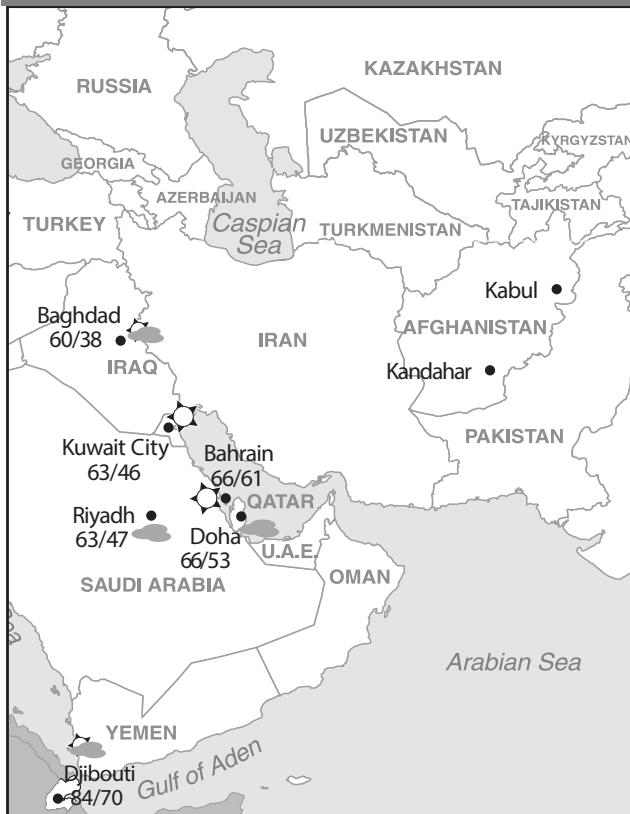 KAZAKHSTAN
RUSSIA
UZBEKISTAN
KYRGYZSTAN
GEORGIA
AZERBAIJAN
TAJIKISTAN
TURKEY
Caspian
Sea
TURKMENISTAN
Kabul
Baghdad
60/38
IRAN
AFGHANISTAN
IRAQ
Kandahar
PAKISTAN
Kuwait City
63/46
Bahrain
66/61
QATAR
Riyadh
63/47
Doha
66/53
U.A.E.
SAUDI ARABIA
OMAN
Arabian Sea
YEMEN
Gulf of Aden
Djibouti
84/70